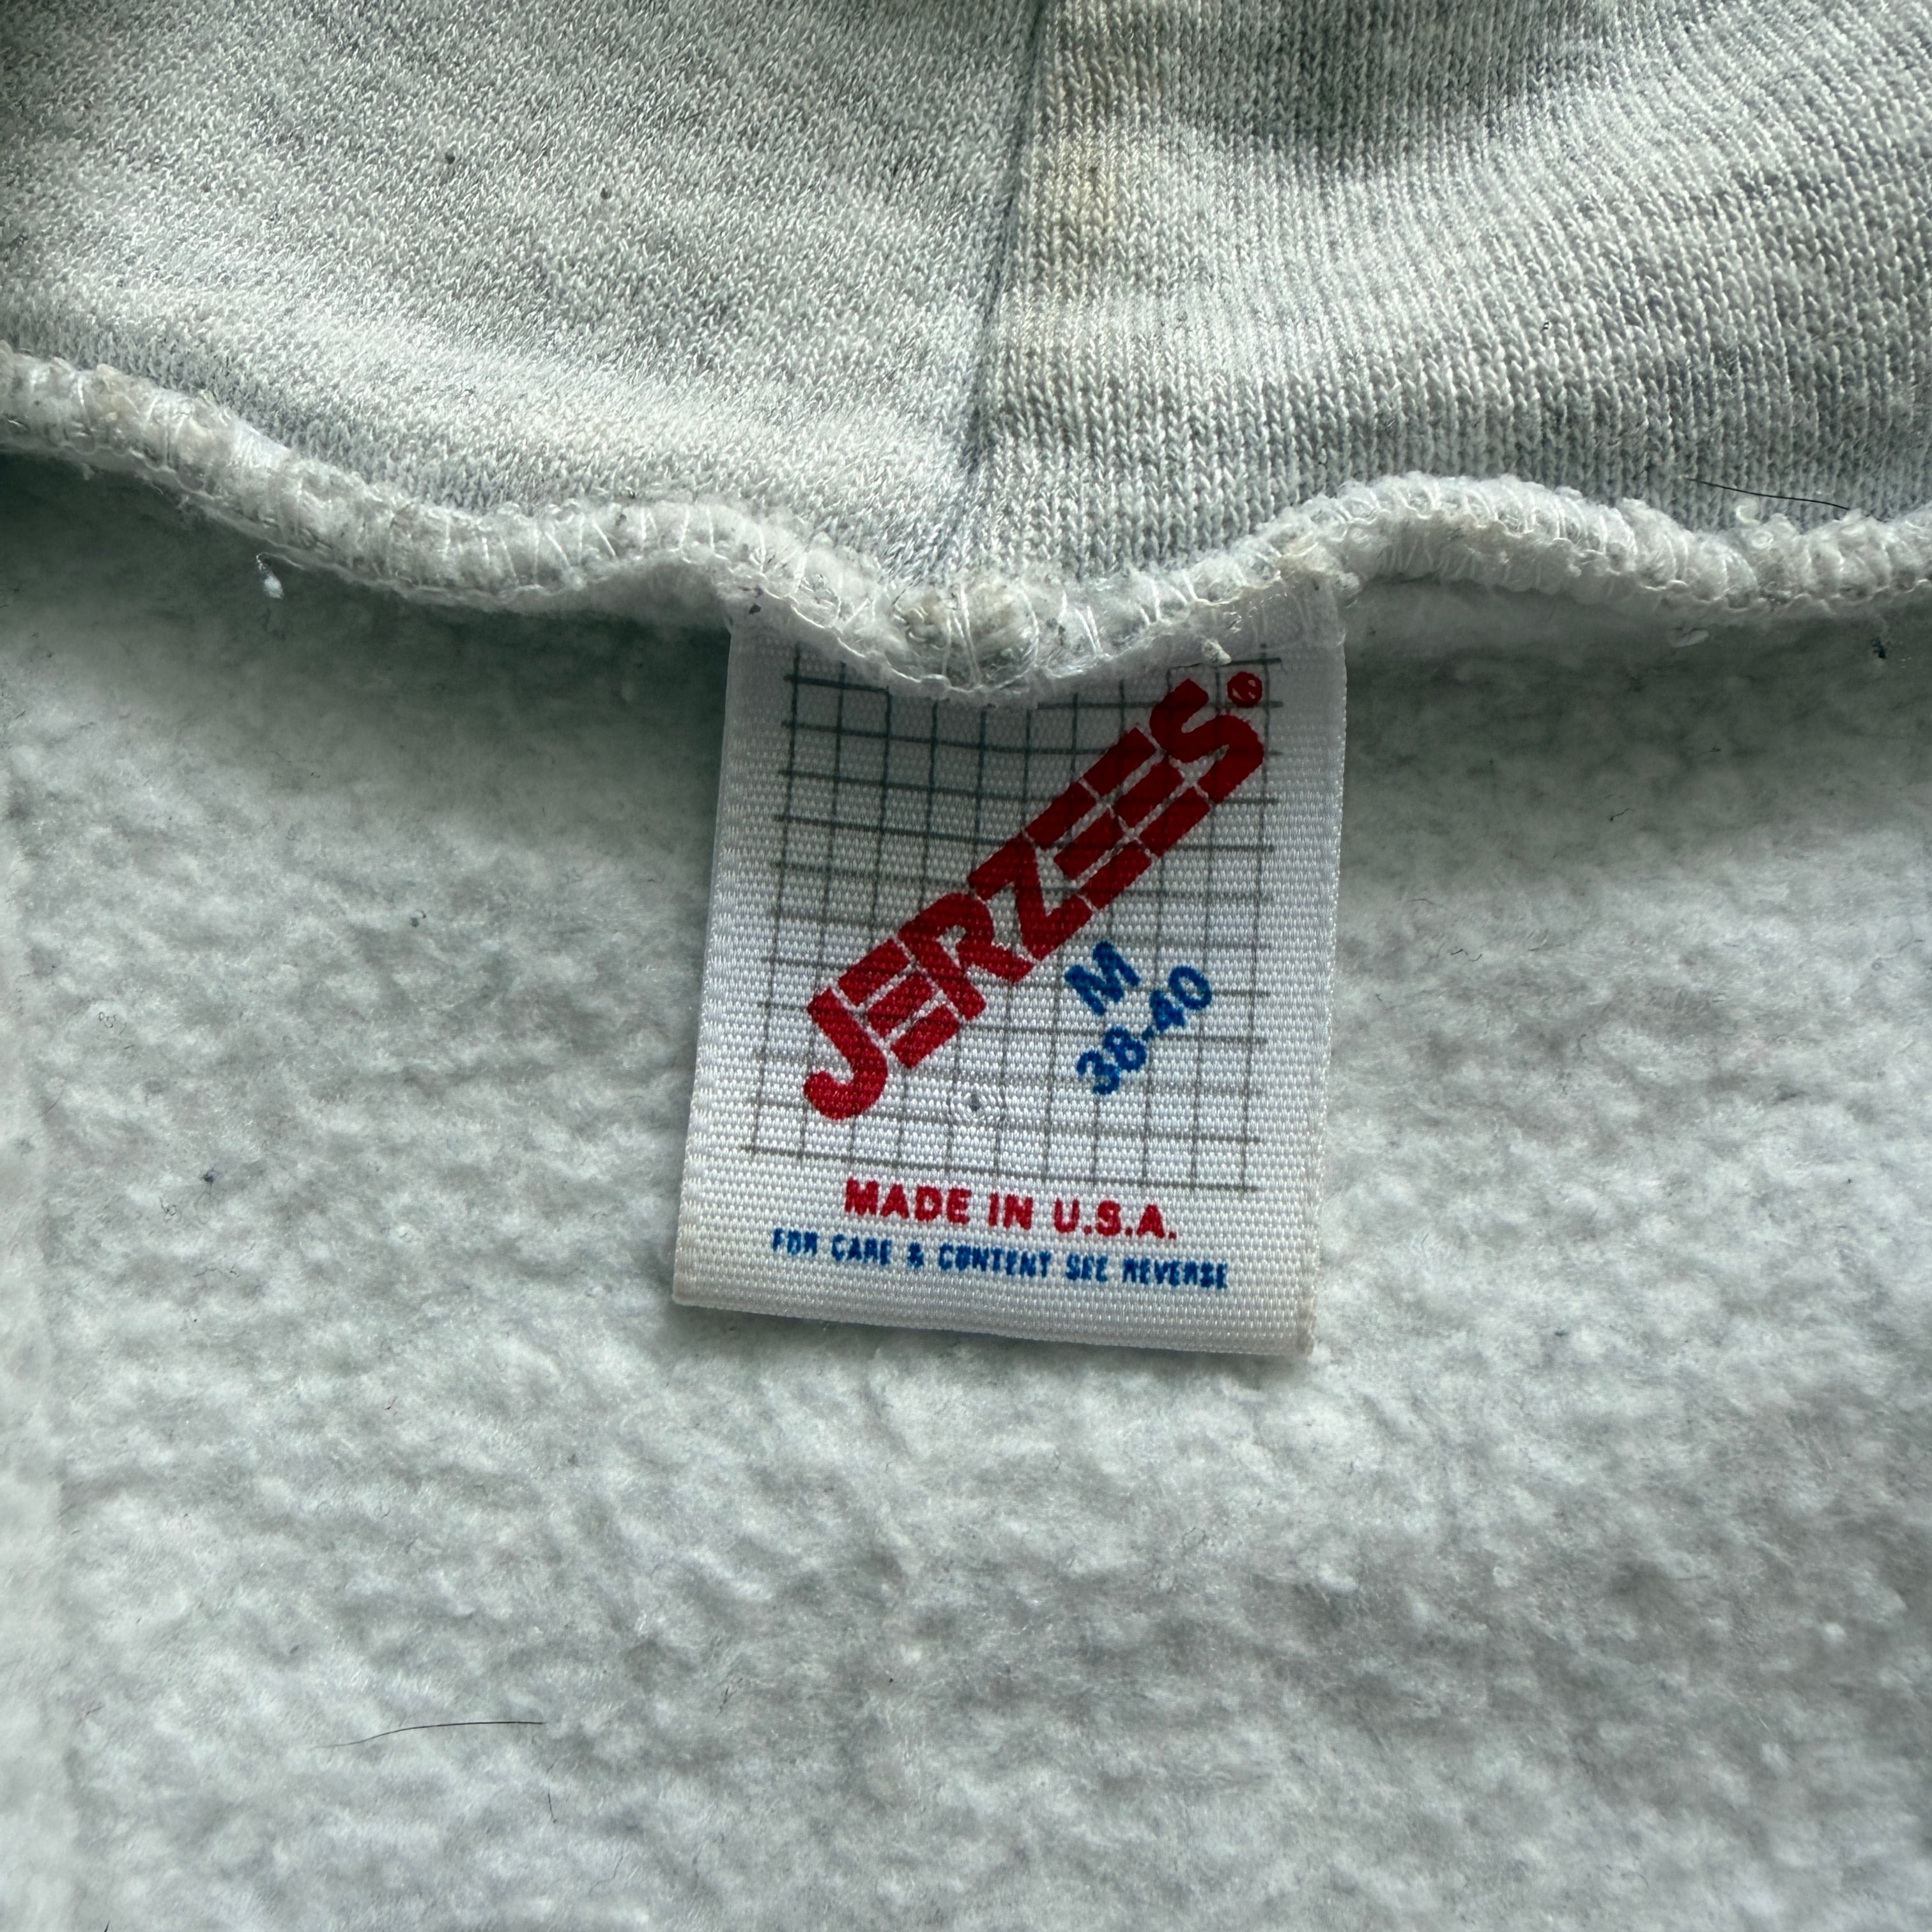 JERZEES®
M
38-40
MADE IN U.S.A.
FOR CARE & CONTENT SEE REVERSE